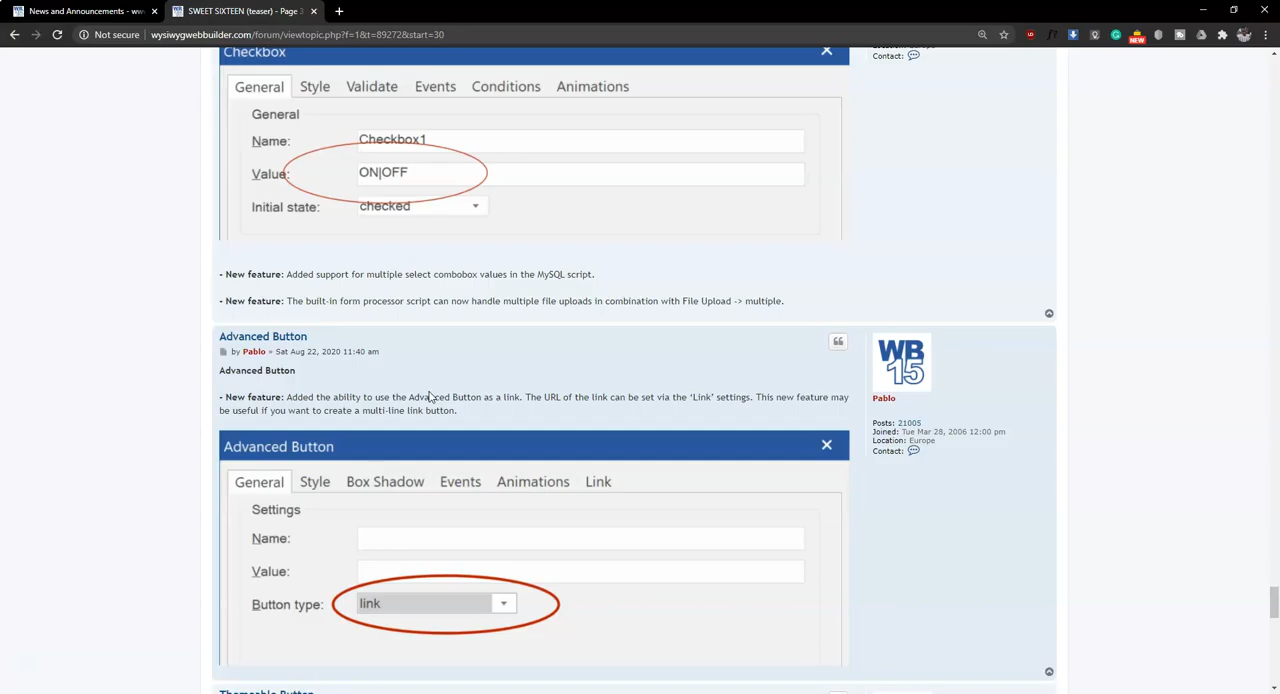 News and Announcements - ww
SWEET SIXTEEN (teaser) - Page 3
Not secure
wysiwygwebbuilder.com/forum/viewtopic.php?f=1&t=89272&start=30
NEW
Checkbox
Contact:
General Style Validate Events Conditions Animations
General
Name: Checkbox1
Value: ON|OFF
Initial state: checked
- New feature: Added support for multiple select combobox values in the MySQL script.
- New feature: The built-in form processor script can now handle multiple file uploads in combination with File Upload -> multiple.
Advanced Button
by Pablo » Sat Aug 22, 2020 11:40 am
Advanced Button
- New feature: Added the ability to use the Advanced Button as a link. The URL of the link can be set via the ‘Link’ settings. This new feature may
be useful if you want to create a multi-line link button.
WB
15
Pablo
Posts: 21005
Joined: Tue Mar 28, 2006 12:00 pm
Location: Europe
Contact:
Advanced Button
General Style Box Shadow Events Animations Link
Settings
Name:
Value:
Button type: link
Themeable Button